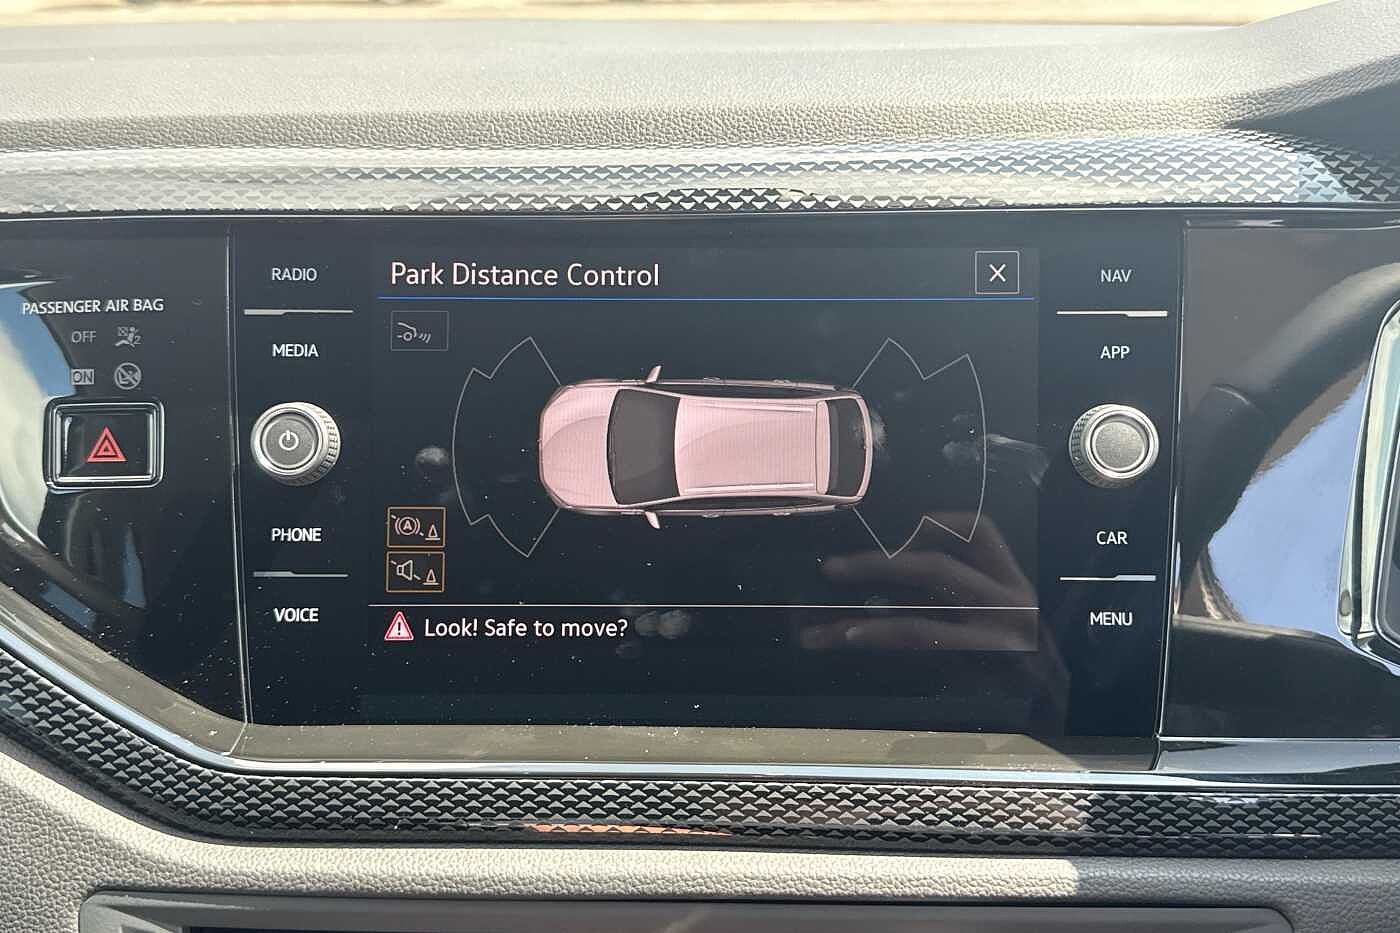 PASSENGER AIR BAG
OFF
2
ON
RADIO
MEDIA
PHONE
VOICE
Park Distance Control
A
Look! Safe to move?
NAV
APP
CAR
MENU